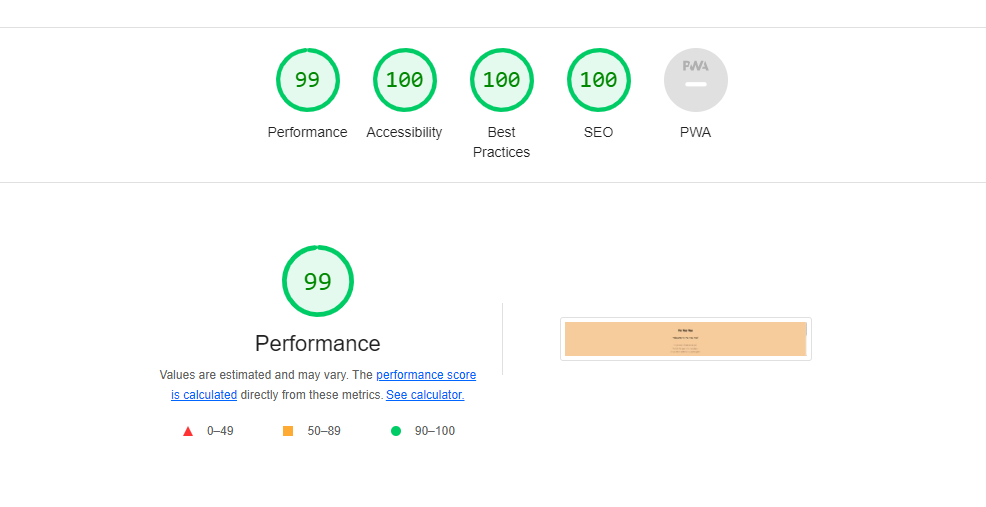 99
100
100
100
PWA
Performance
Accessibility
Best
Practices
SEO
PWA
99
Performance
Values are estimated and may vary. The performance score
is calculated directly from these metrics. See calculator.
0–49
50–89
90–100